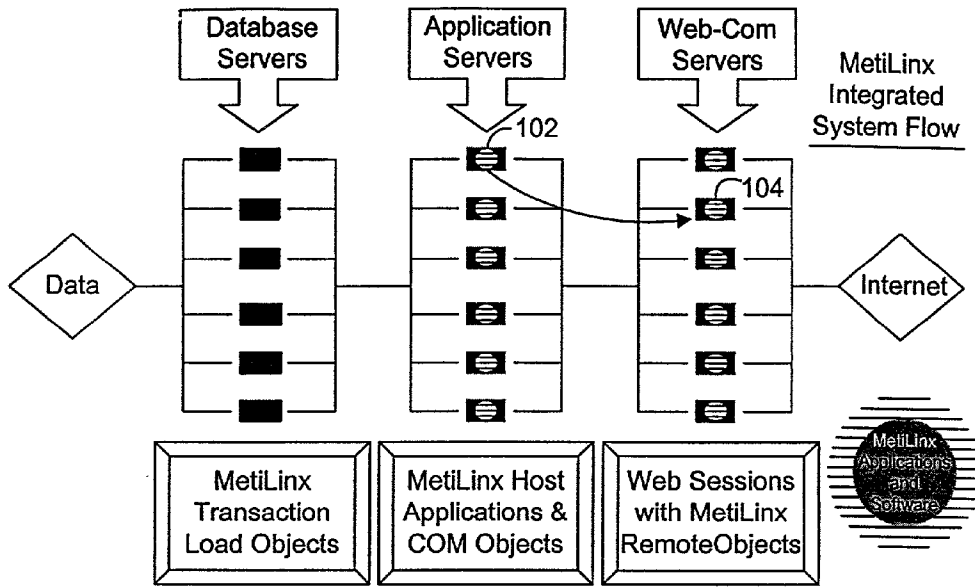 Database
Servers
Application
Servers
Web-Com
Servers
MetiLinx
Integrated
System Flow
102
104
Data
Internet
MetiLinx
Transaction
Load Objects
MetiLinx Host
Applications &
COM Objects
Web Sessions
with MetiLinx
RemoteObjects
MetiLinx
Applications
and
Software